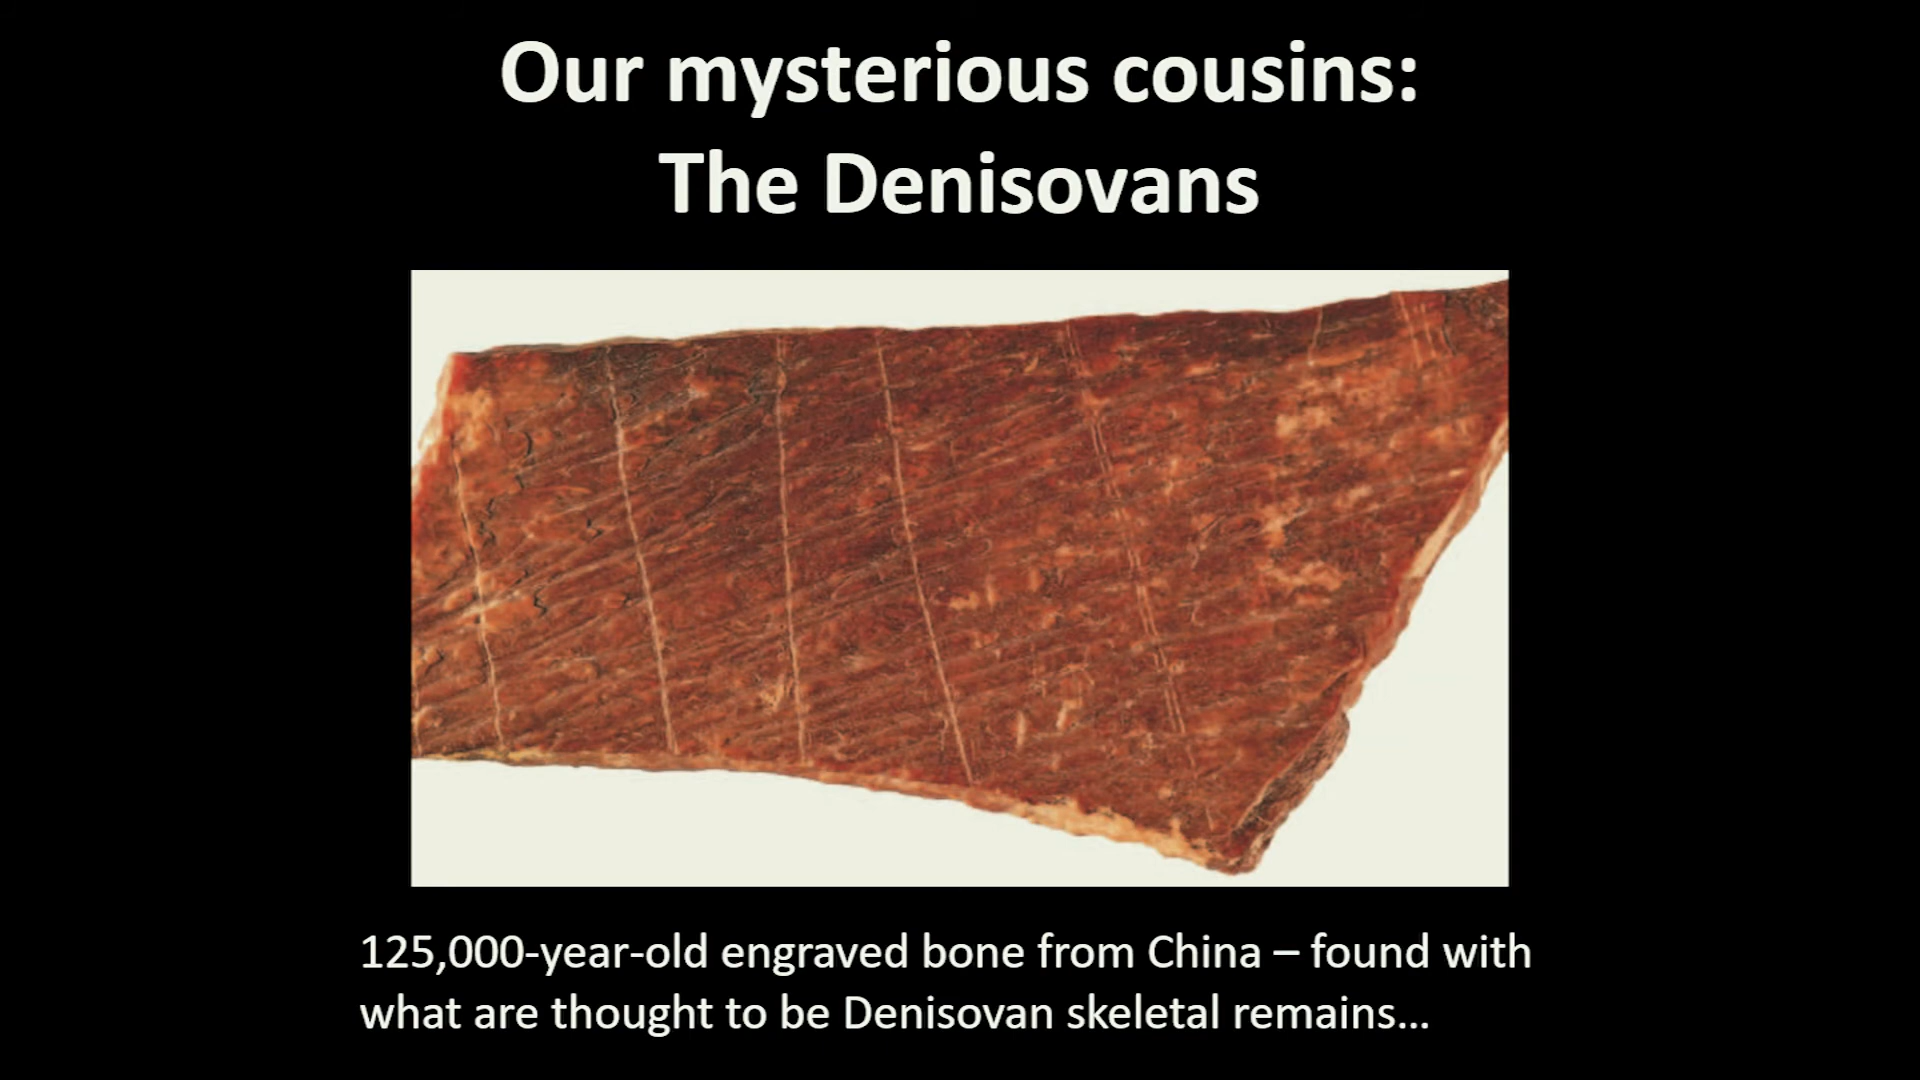 Our mysterious cousins:
The Denisovans
125,000-year-old engraved bone from China – found with
what are thought to be Denisovan skeletal remains...